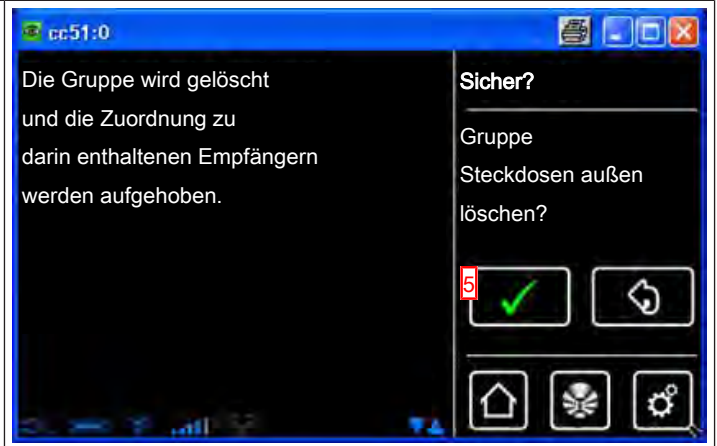 cc51:0
Die Gruppe wird gelöscht
und die Zuordnung zu
darin enthaltenen Empfängern
werden aufgehoben.
Sicher?
Gruppe
Steckdosen außen
löschen?
5